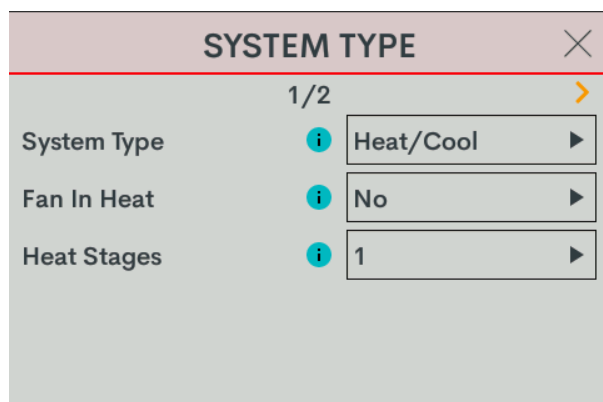 SYSTEM TYPE
1/2
System Type i Heat/Cool
Fan In Heat i No
Heat Stages i 1